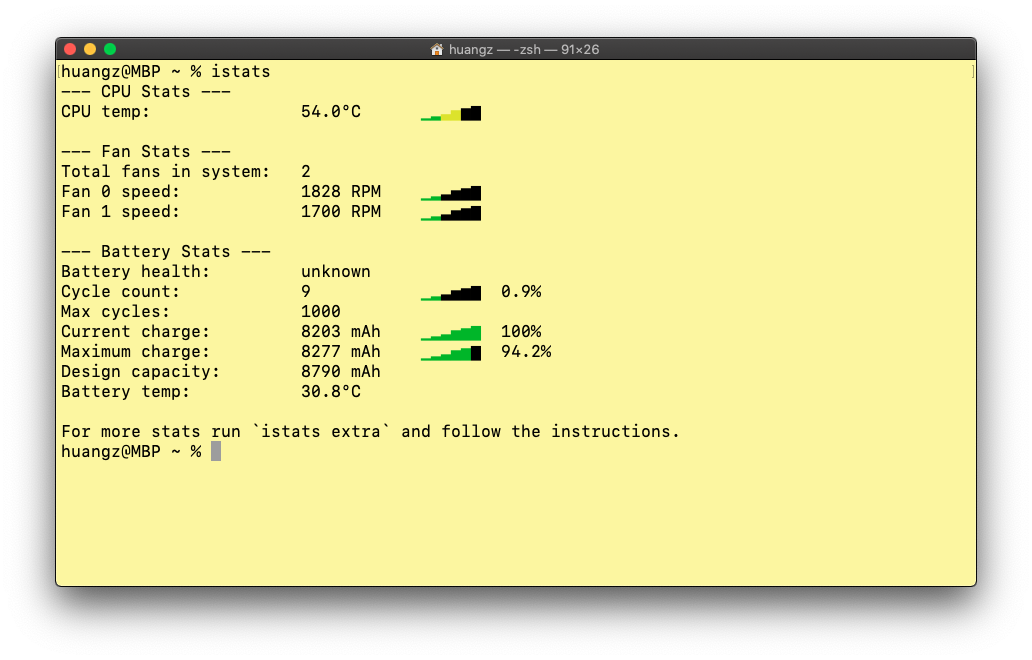 huangz — -zsh — 91×26
huangz@MBP ~ % istats
--- CPU Stats ---
CPU temp: 54.0°C
--- Fan Stats ---
Total fans in system: 2
Fan 0 speed: 1828 RPM
Fan 1 speed: 1700 RPM
--- Battery Stats ---
Battery health: unknown
Cycle count: 9 0.9%
Max cycles: 1000
Current charge: 8203 mAh 100%
Maximum charge: 8277 mAh 94.2%
Design capacity: 8790 mAh
Battery temp: 30.8°C
For more stats run `istats extra` and follow the instructions.
huangz@MBP ~ %